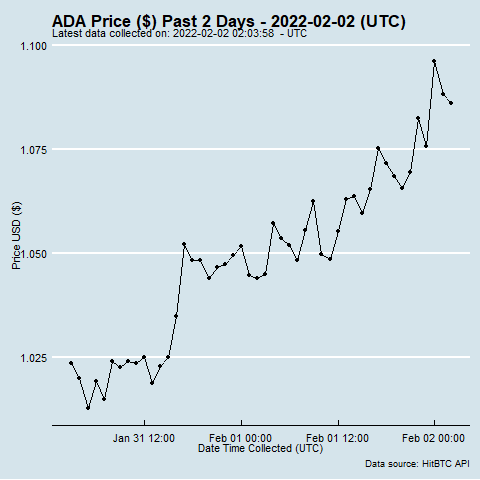 ADA Price ($) Past 2 Days - 2022-02-02 (UTC)
Latest data collected on: 2022-02-02 02:03:58 - UTC
1.100
1.075
1.050
1.025
Price USD ($)
Jan 31 12:00 Feb 01 00:00 Feb 01 12:00 Feb 02 00:00
Date Time Collected (UTC)
Data source: HitBTC API